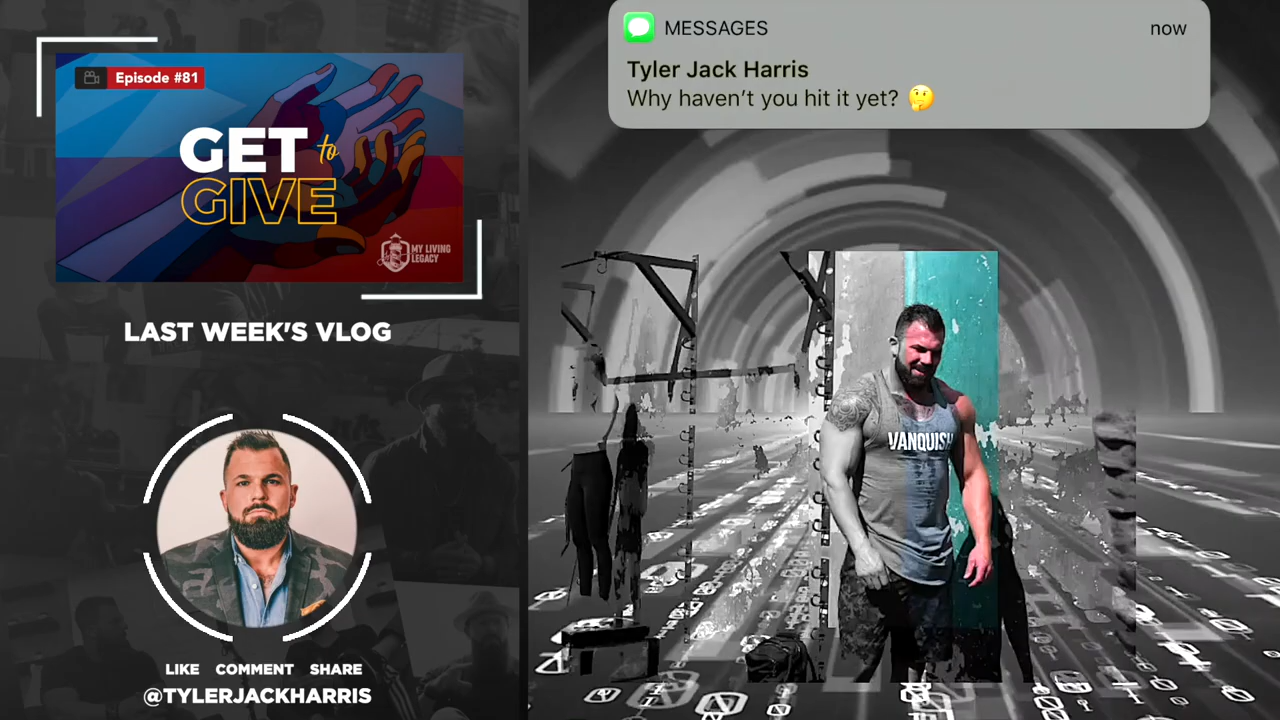 Episode #81
GET to
GIVE
MY LIVING
LEGACY
LAST WEEK'S VLOG
LIKE COMMENT SHARE
@TYLERJACKHARRIS
MESSAGES
now
Tyler Jack Harris
Why haven’t you hit it yet? 🤔
VANQUISH